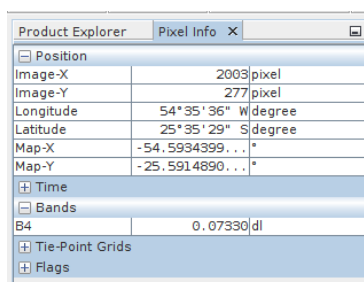 Product Explorer Pixel Info ×
Position
Image-X 2003 pixel
Image-Y 277 pixel
Longitude 54°35'36" W degree
Latitude 25°35'29" S degree
Map-X -54.5934399... °
Map-Y -25.5914890... °
Time
Bands
B4 0.07330 dl
Tie-Point Grids
Flags